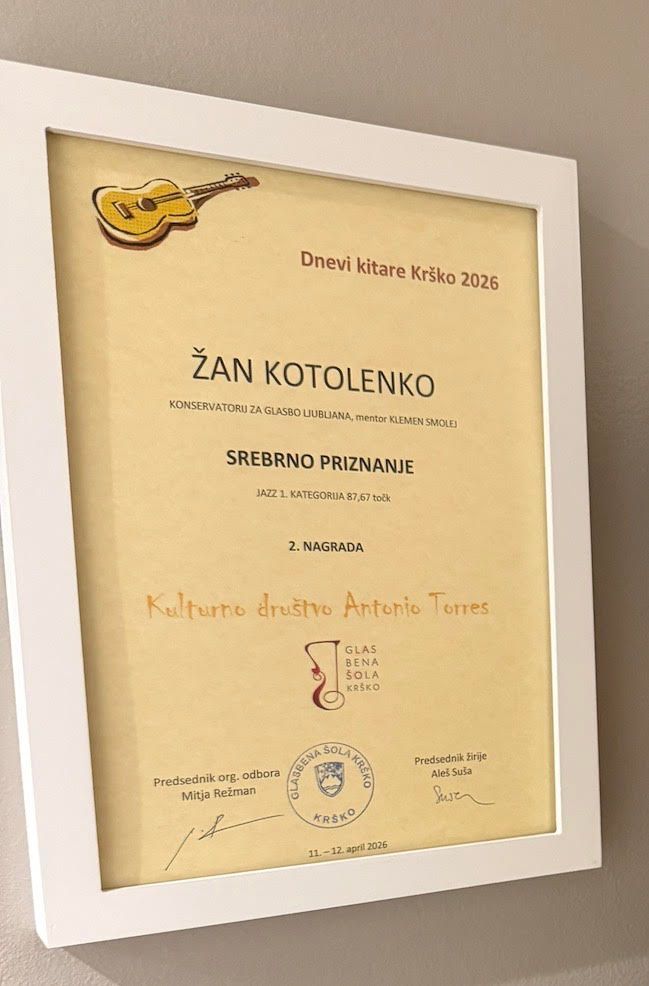 Dnevi kitare Krško 2026
ŽAN KOTOLENKO
KONSERVATORIJ ZA GLASBO LJUBLJANA, mentor KLEMEN SMOLEJ
SREBRNO PRIZNANJE
JAZZ 1. KATEGORIJA 87,67 točk
2. NAGRADA
Kulturno društvo Antonio Torres
GLAS
BENA
ŠOLA
KRŠKO
Predsednik org. odbora
Mitja Režman
GLASBENA ŠOLA KRŠKO
KRŠKO
Predsednik žirije
Aleš Suša
11. – 12. april 2026